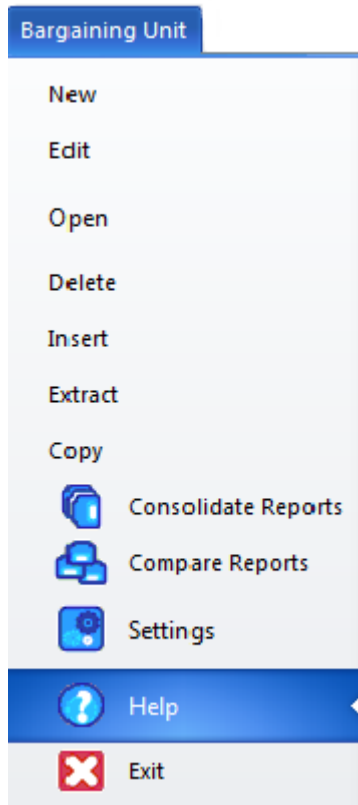 Bargaining Unit
New
Edit
Open
Delete
Insert
Extract
Copy
Consolidate Reports
Compare Reports
Settings
Help
Exit